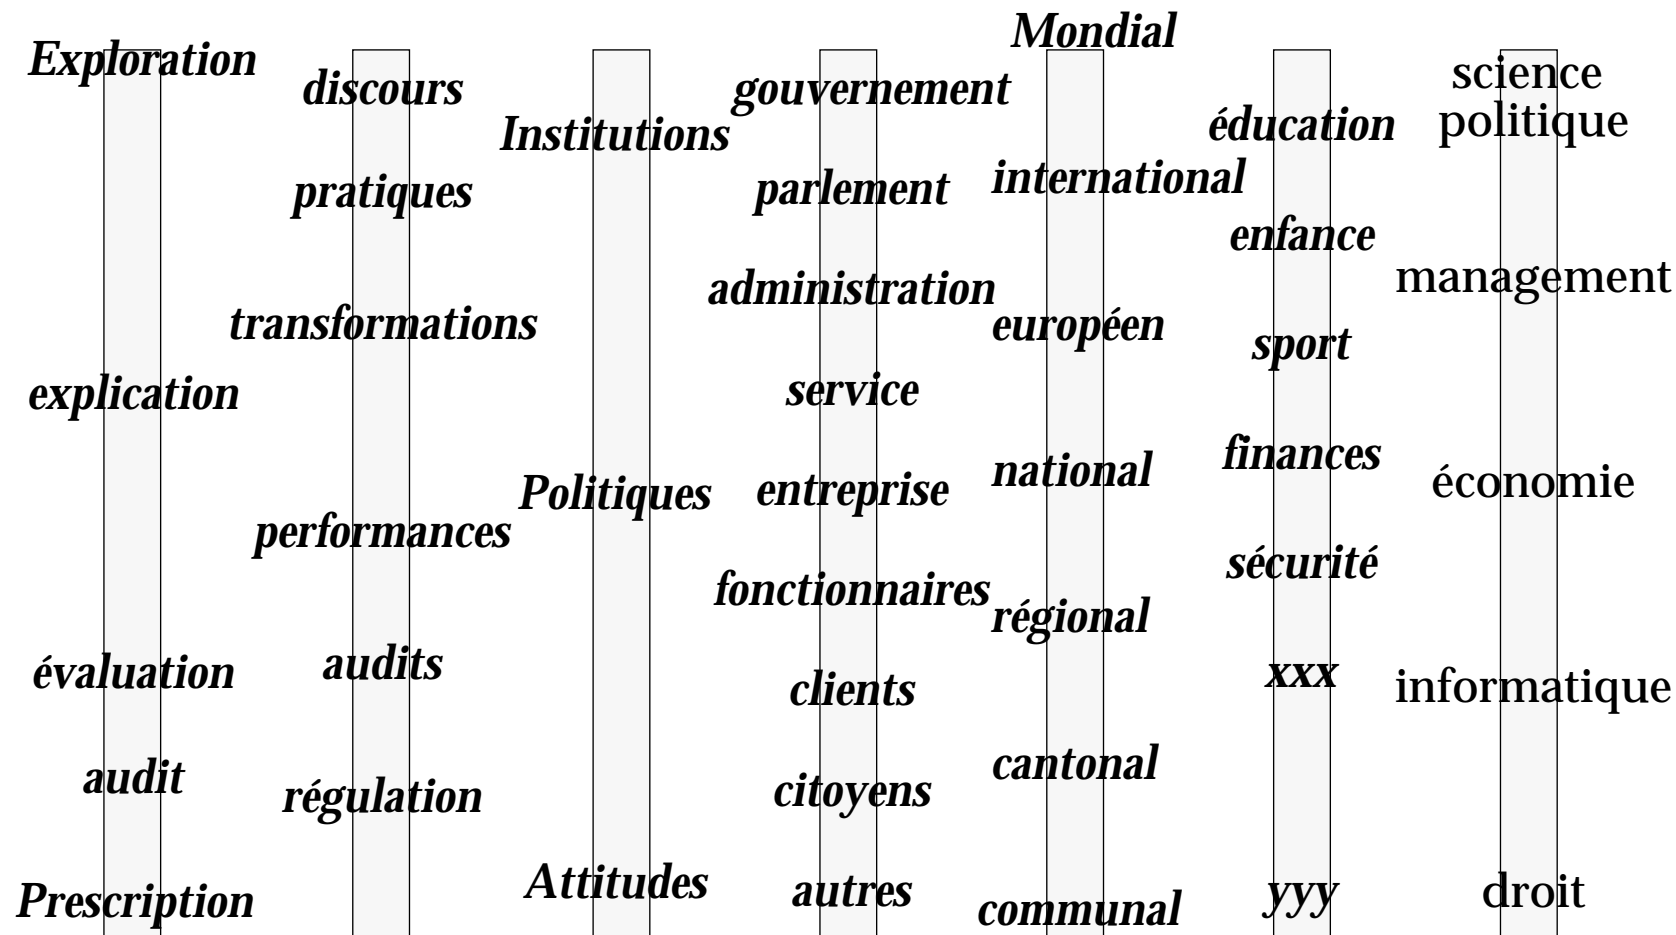 Exploration
explication
évaluation
audit
Prescription
discours
pratiques
transformations
performances
audits
régulation
Institutions
Politiques
Attitudes
gouvernement
parlement
administration
service
entreprise
fonctionnaires
clients
citoyens
autres
Mondial
international
européen
national
régional
cantonal
communal
éducation
enfance
sport
finances
sécurité
xxx
yyy
science
politique
management
économie
informatique
droit